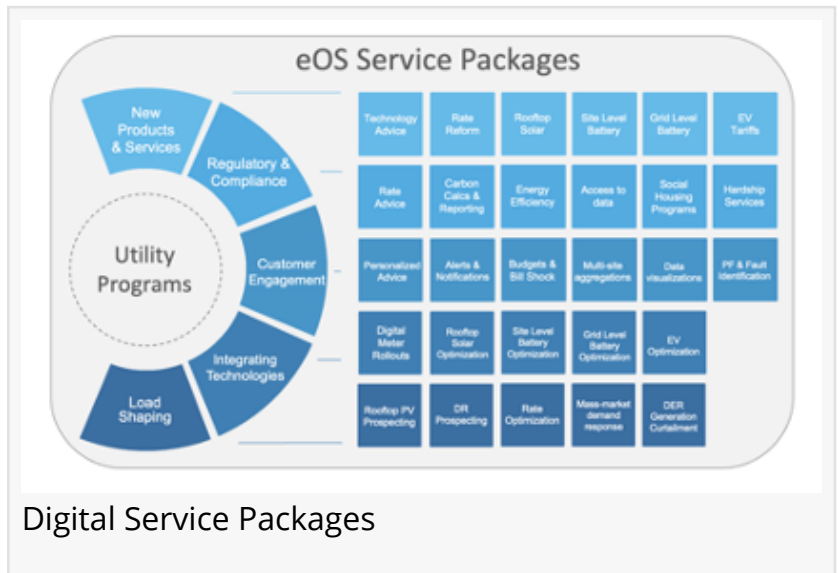 eOS Service Packages
New
Products
& Services
Regulatory &
Compliance
Customer
Engagement
Integrating
Technologies
Load
Shaping
Utility
Programs
Technology
Advice
Rate
Reform
Rooftop
Solar
Site Level
Battery
Grid Level
Battery
EV
Tariffs
Rate
Advice
Carbon
Calcs &
Reporting
Energy
Efficiency
Access to
data
Social
Housing
Programs
Hardship
Services
Personalized
Advice
Alerts &
Notifications
Budgets &
Bill Shock
Multi-site
aggregations
Data
visualizations
PF & Fault
Identification
Digital
Meter
Rollouts
Rooftop
Solar
Optimization
Site Level
Battery
Optimization
Grid Level
Battery
Optimization
EV
Optimization
Rooftop PV
Prospecting
DR
Prospecting
Rate
Optimization
Mass-market
demand
response
DER
Generation
Curtailment
Digital Service Packages